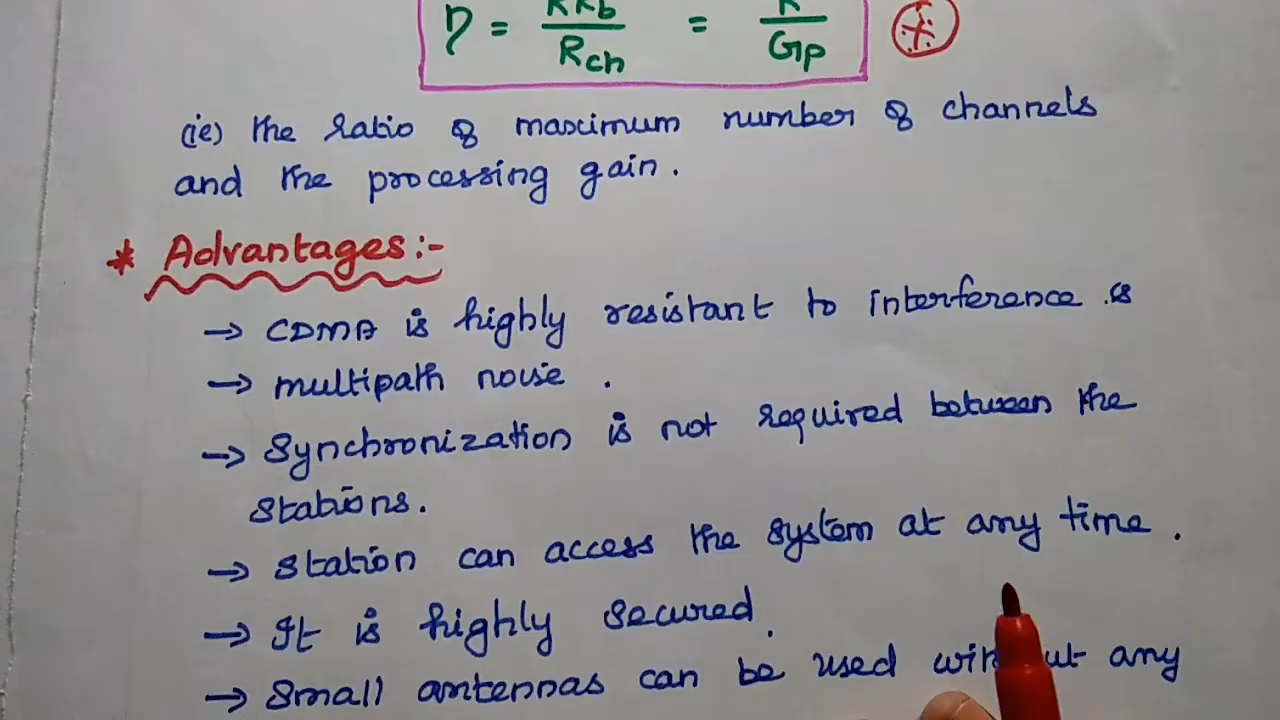 η = KRb / Rch = K / Gp
(ie) the ratio of maximum number of channels
and the processing gain.
* Advantages:-
→ CDMA is highly resistant to interference is
→ multipath noise .
→ Synchronization is not required between the
stations.
→ Station can access the system at any time .
→ It is highly secured.
→ Small antennas can be used without any